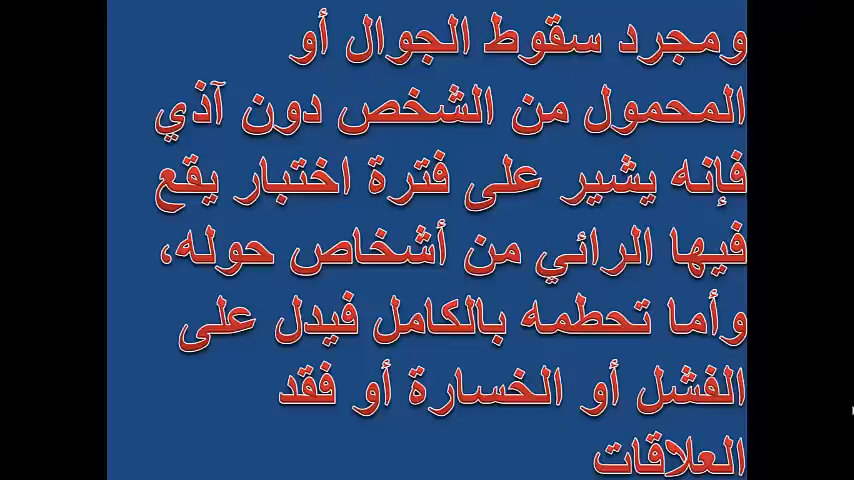 ومجرد سقوط الجوال أو
المحمول من الشخص دون آذي
فإنه يشير على فترة اختبار يقع
فيها الرائي من أشخاص حوله،
وأما تحطمه بالكامل فيدل على
الفشل أو الخسارة أو فقد
العلاقات